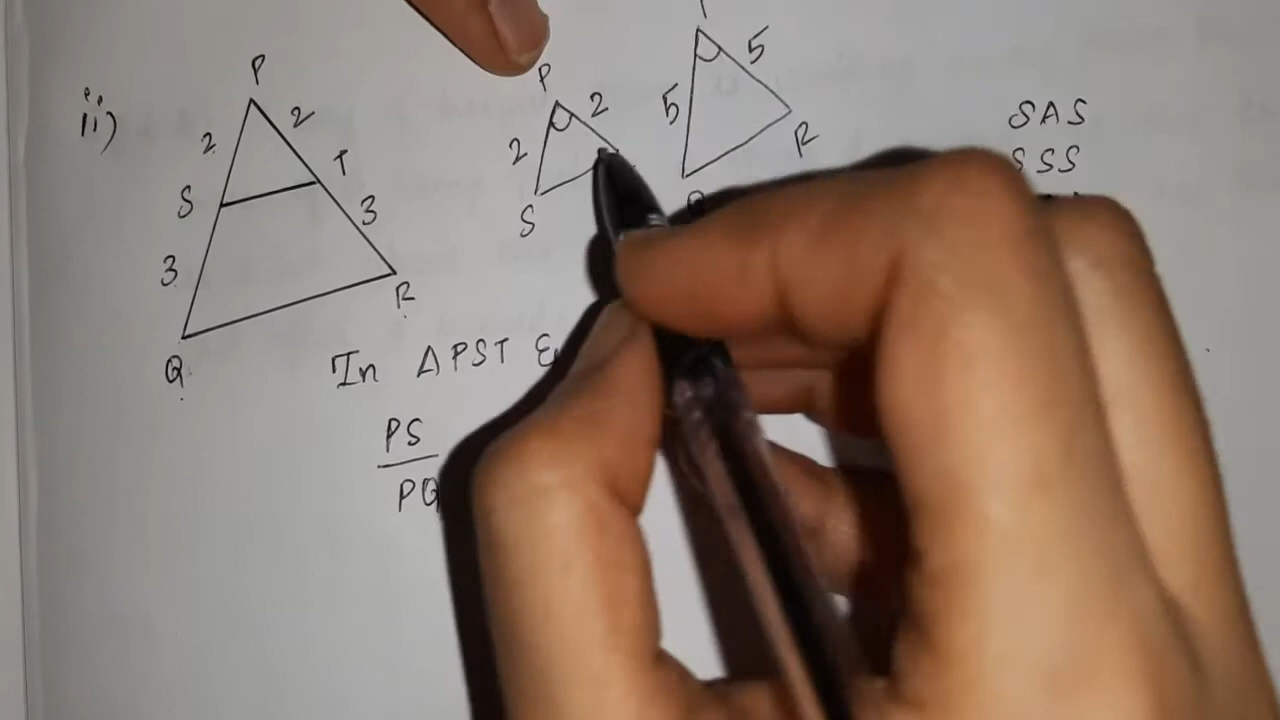 ii)
P
2 2
S T
3 3
Q R
P
2 2
S
5 5
R
SAS
SSS
In ΔPST &
PS
PQ